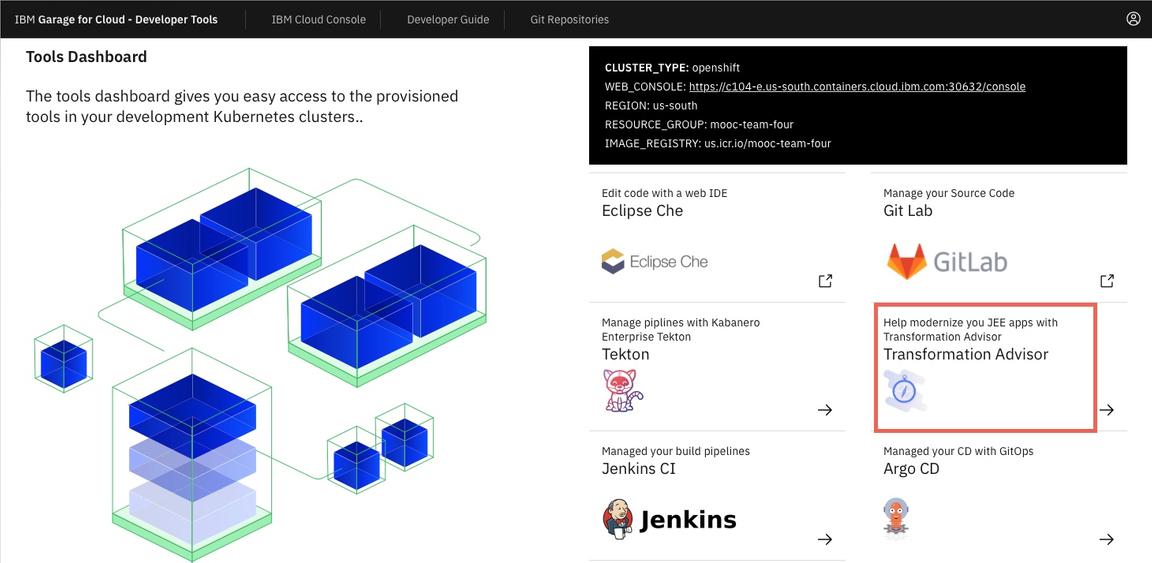 IBM Garage for Cloud - Developer Tools
IBM Cloud Console
Developer Guide
Git Repositories
Tools Dashboard
The tools dashboard gives you easy access to the provisioned
tools in your development Kubernetes clusters..
CLUSTER_TYPE: openshift
WEB_CONSOLE: https://c104-e.us-south.containers.cloud.ibm.com:30632/console
REGION: us-south
RESOURCE_GROUP: mooc-team-four
IMAGE_REGISTRY: us.icr.io/mooc-team-four
Edit code with a web IDE
Eclipse Che
Eclipse Che
Manage your Source Code
Git Lab
GitLab
Manage piplines with Kabanero
Enterprise Tekton
Tekton
Help modernize you JEE apps with
Transformation Advisor
Transformation Advisor
Managed your build pipelines
Jenkins CI
Jenkins
Managed your CD with GitOps
Argo CD